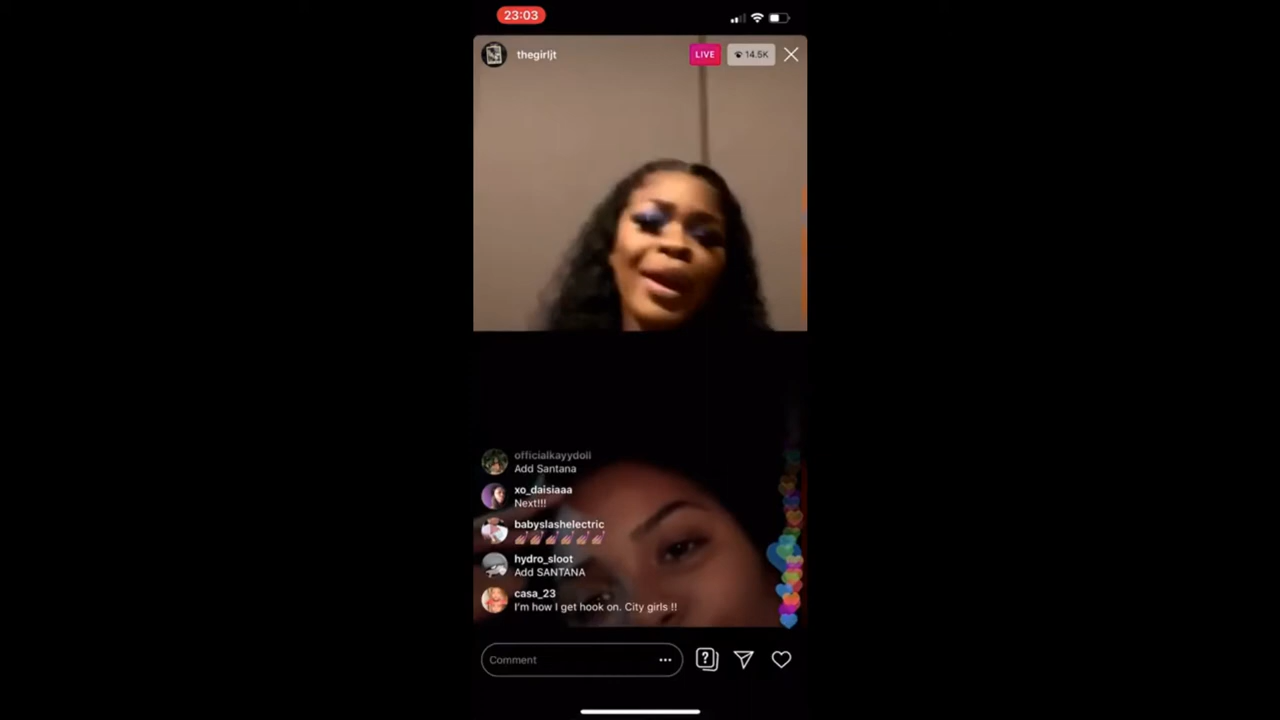 23:03
thegirljt
LIVE
14.5K
officialkayydoll
Add Santana
xo_daisiaaa
Next!!!
babyslashelectric
hydro_sloot
Add SANTANA
casa_23
I'm how I get hook on. City girls !!
Comment